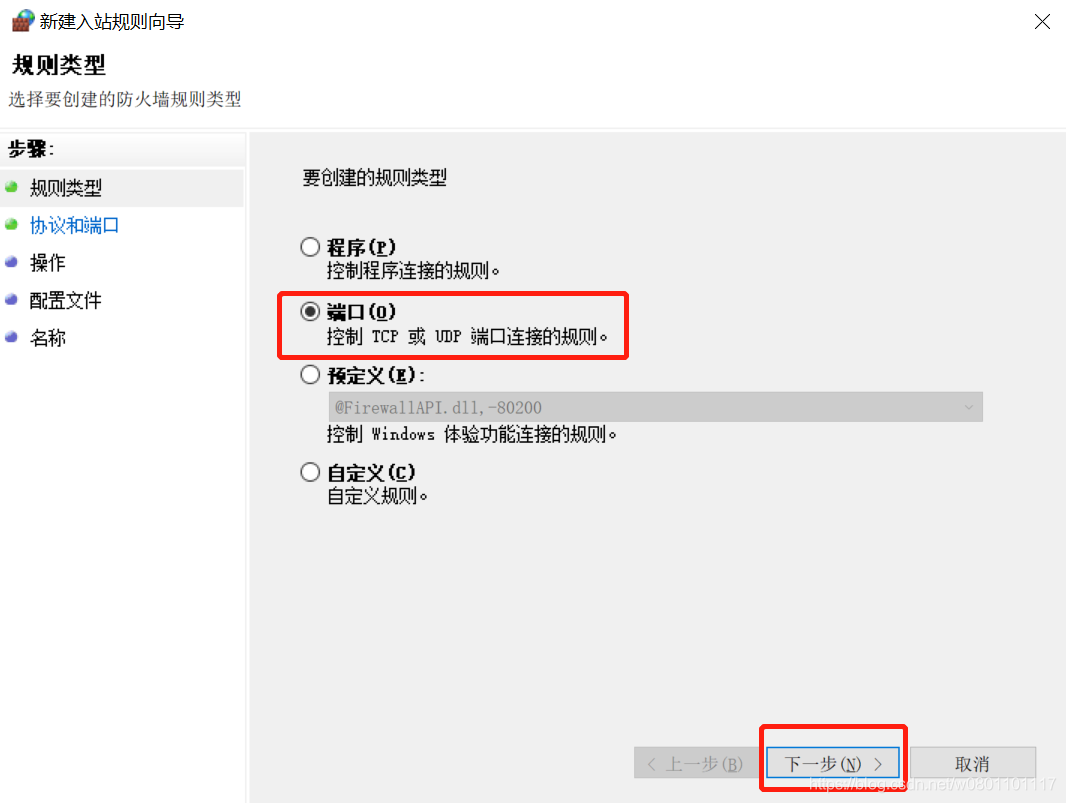 新建入站规则向导
规则类型
选择要创建的防火墙规则类型
步骤:
规则类型
协议和端口
操作
配置文件
名称
要创建的规则类型
程序(P)
控制程序连接的规则。
端口(O)
控制 TCP 或 UDP 端口连接的规则。
预定义(E):
@FirewallAPI.dll,-80200
控制 Windows 体验功能连接的规则。
自定义(C)
自定义规则。
< 上一步(B)
下一步(N) >
取消
https://blog.csdn.net/w0801101117